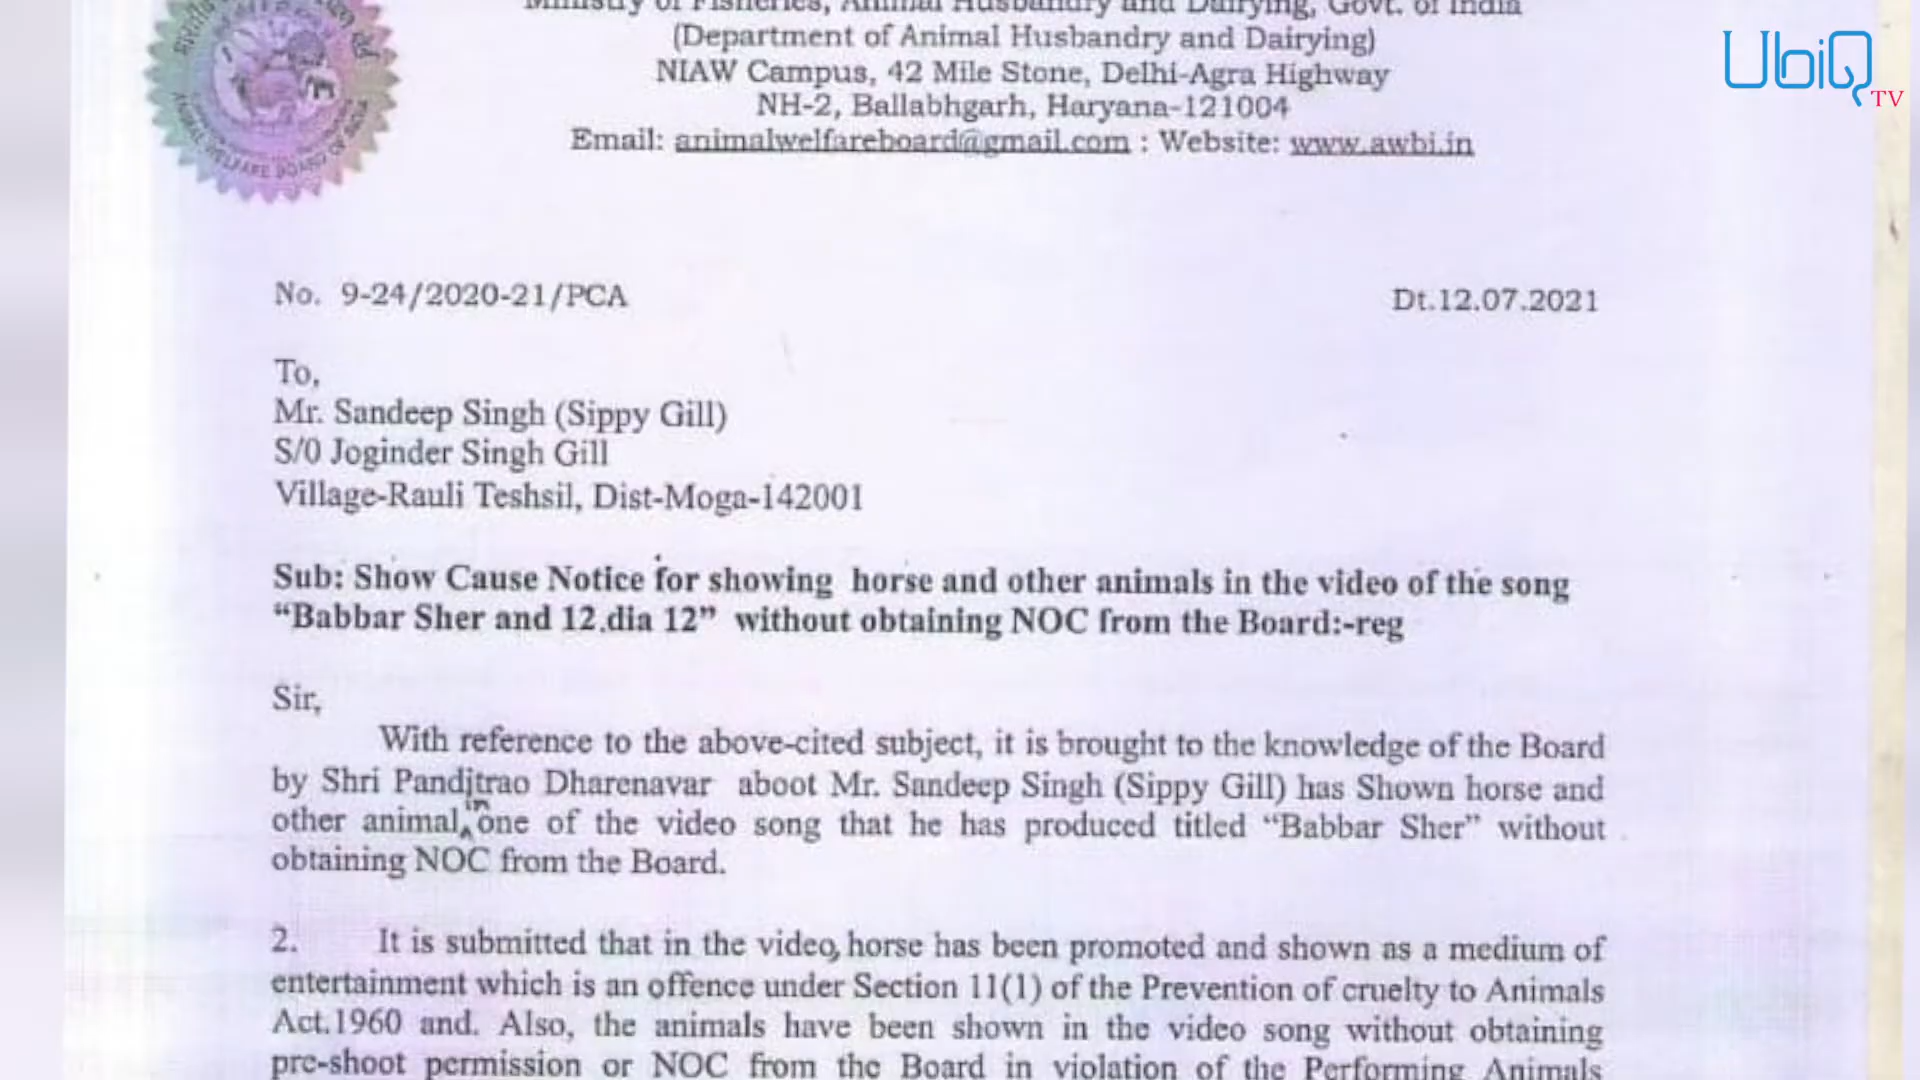 Ministry of Fisheries, Animal Husbandry and Dairying, Govt. of India
(Department of Animal Husbandry and Dairying)
NIAW Campus, 42 Mile Stone, Delhi-Agra Highway
NH-2, Ballabhgarh, Haryana-121004
Email: animalwelfareboard@gmail.com : Website: www.awbi.in
UbiQ
TV
ANIMAL WELFARE BOARD OF INDIA
No. 9-24/2020-21/PCA
Dt.12.07.2021
To,
Mr. Sandeep Singh (Sippy Gill)
S/0 Joginder Singh Gill
Village-Rauli Teshsil, Dist-Moga-142001
Sub: Show Cause Notice for showing horse and other animals in the video of the song
“Babbar Sher and 12.dia 12” without obtaining NOC from the Board:-reg
Sir,
With reference to the above-cited subject, it is brought to the knowledge of the Board
by Shri Panditrao Dharenavar aboot Mr. Sandeep Singh (Sippy Gill) has Shown horse and
other animal, in one of the video song that he has produced titled “Babbar Sher” without
obtaining NOC from the Board.
2. It is submitted that in the video, horse has been promoted and shown as a medium of
entertainment which is an offence under Section 11(1) of the Prevention of cruelty to Animals
Act.1960 and. Also, the animals have been shown in the video song without obtaining
pre-shoot permission or NOC from the Board in violation of the Performing Animals